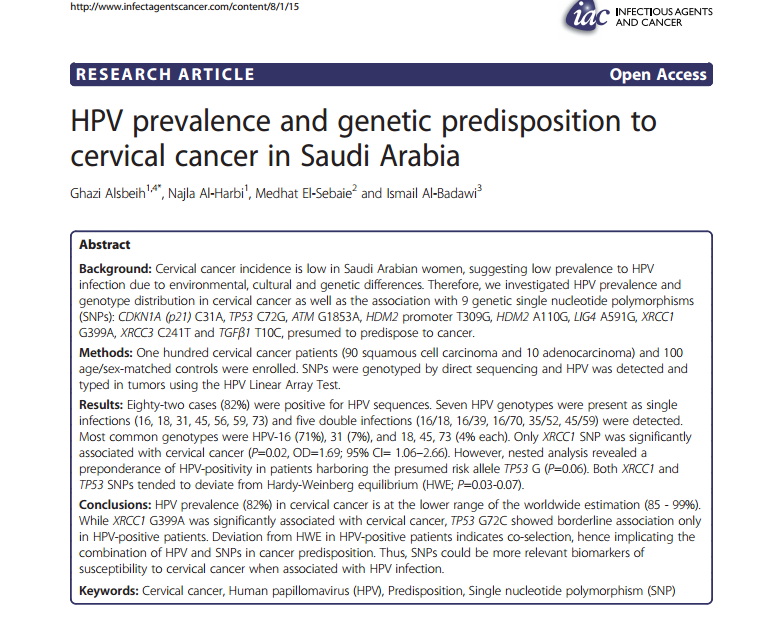 http://www.infectagentscancer.com/content/8/1/15
iac INFECTIOUS AGENTS
AND CANCER
RESEARCH ARTICLE Open Access
HPV prevalence and genetic predisposition to
cervical cancer in Saudi Arabia
Ghazi Alsbeih1,4*, Najla Al-Harbi1, Medhat El-Sebaie2 and Ismail Al-Badawi3
Abstract
Background: Cervical cancer incidence is low in Saudi Arabian women, suggesting low prevalence to HPV
infection due to environmental, cultural and genetic differences. Therefore, we investigated HPV prevalence and
genotype distribution in cervical cancer as well as the association with 9 genetic single nucleotide polymorphisms
(SNPs): CDKN1A (p21) C31A, TP53 C72G, ATM G1853A, HDM2 promoter T309G, HDM2 A110G, LIG4 A591G, XRCC1
G399A, XRCC3 C241T and TGFβ1 T10C, presumed to predispose to cancer.
Methods: One hundred cervical cancer patients (90 squamous cell carcinoma and 10 adenocarcinoma) and 100
age/sex-matched controls were enrolled. SNPs were genotyped by direct sequencing and HPV was detected and
typed in tumors using the HPV Linear Array Test.
Results: Eighty-two cases (82%) were positive for HPV sequences. Seven HPV genotypes were present as single
infections (16, 18, 31, 45, 56, 59, 73) and five double infections (16/18, 16/39, 16/70, 35/52, 45/59) were detected.
Most common genotypes were HPV-16 (71%), 31 (7%), and 18, 45, 73 (4% each). Only XRCC1 SNP was significantly
associated with cervical cancer (P=0.02, OD=1.69; 95% CI= 1.06–2.66). However, nested analysis revealed a
preponderance of HPV-positivity in patients harboring the presumed risk allele TP53 G (P=0.06). Both XRCC1 and
TP53 SNPs tended to deviate from Hardy-Weinberg equilibrium (HWE; P=0.03-0.07).
Conclusions: HPV prevalence (82%) in cervical cancer is at the lower range of the worldwide estimation (85 - 99%).
While XRCC1 G399A was significantly associated with cervical cancer, TP53 G72C showed borderline association only
in HPV-positive patients. Deviation from HWE in HPV-positive patients indicates co-selection, hence implicating the
combination of HPV and SNPs in cancer predisposition. Thus, SNPs could be more relevant biomarkers of
susceptibility to cervical cancer when associated with HPV infection.
Keywords: Cervical cancer, Human papillomavirus (HPV), Predisposition, Single nucleotide polymorphism (SNP)